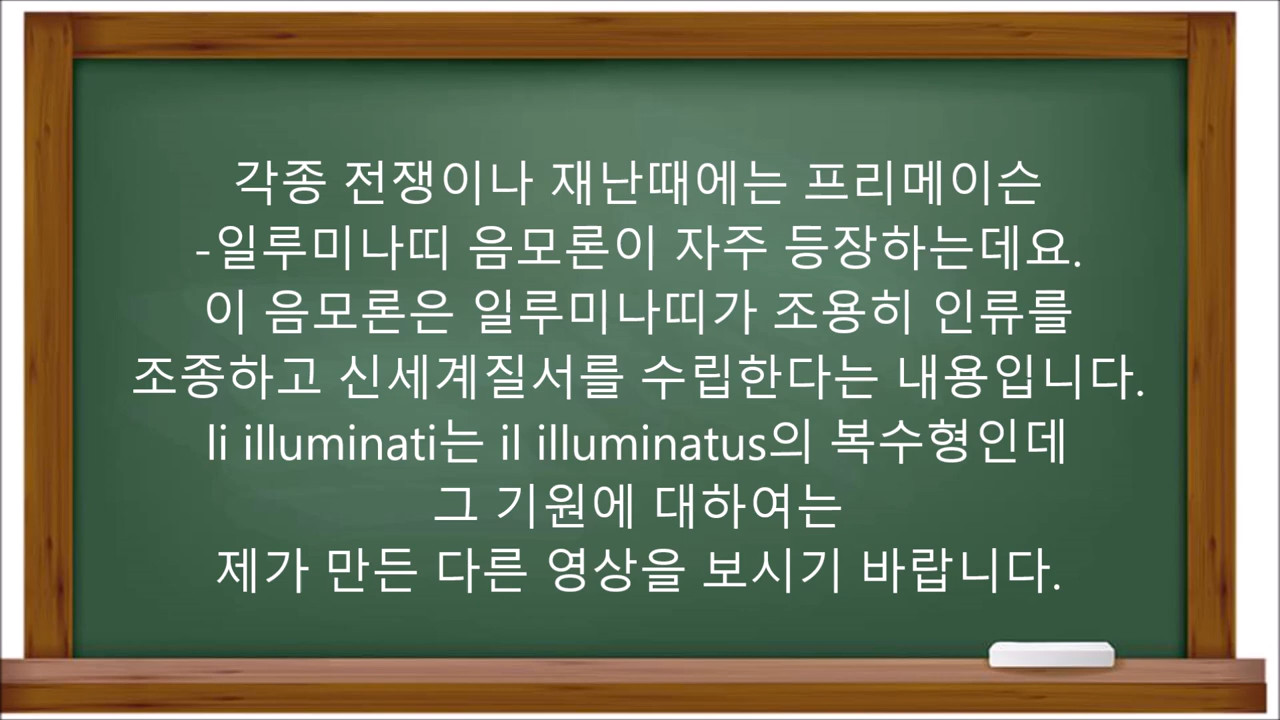 각종 전쟁이나 재난때에는 프리메이슨
-일루미나띠 음모론이 자주 등장하는데요.
이 음모론은 일루미나띠가 조용히 인류를
조종하고 신세계질서를 수립한다는 내용입니다.
li illuminati는 il illuminatus의 복수형인데
그 기원에 대하여는
제가 만든 다른 영상을 보시기 바랍니다.